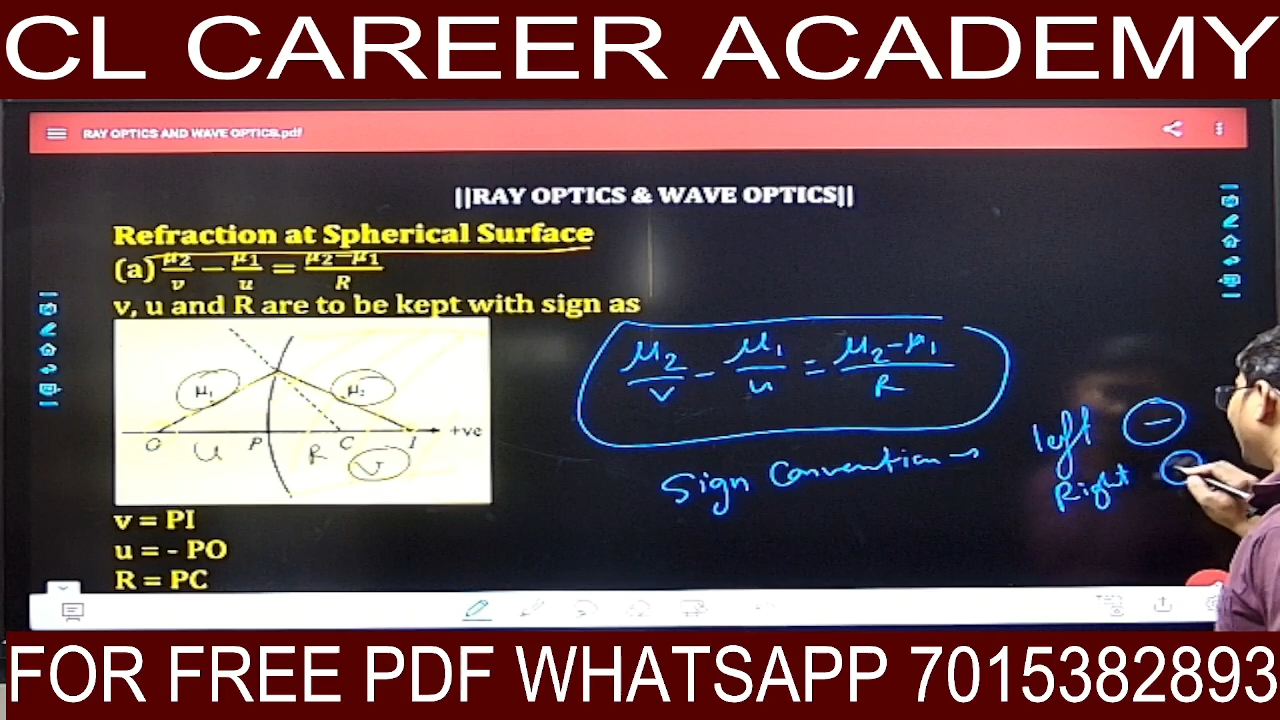 CL CAREER ACADEMY
RAY OPTICS AND WAVE OPTICS.pdf
||RAY OPTICS & WAVE OPTICS||
Refraction at Spherical Surface
(a) μ2/v − μ1/u = μ2−μ1/R
v, u and R are to be kept with sign as
μ1 μ2
O U P R C I +ve
V
v = PI
u = - PO
R = PC
μ2/v - μ1/u = μ2-μ1/R
Sign Convention →
left −
Right
FOR FREE PDF WHATSAPP 7015382893